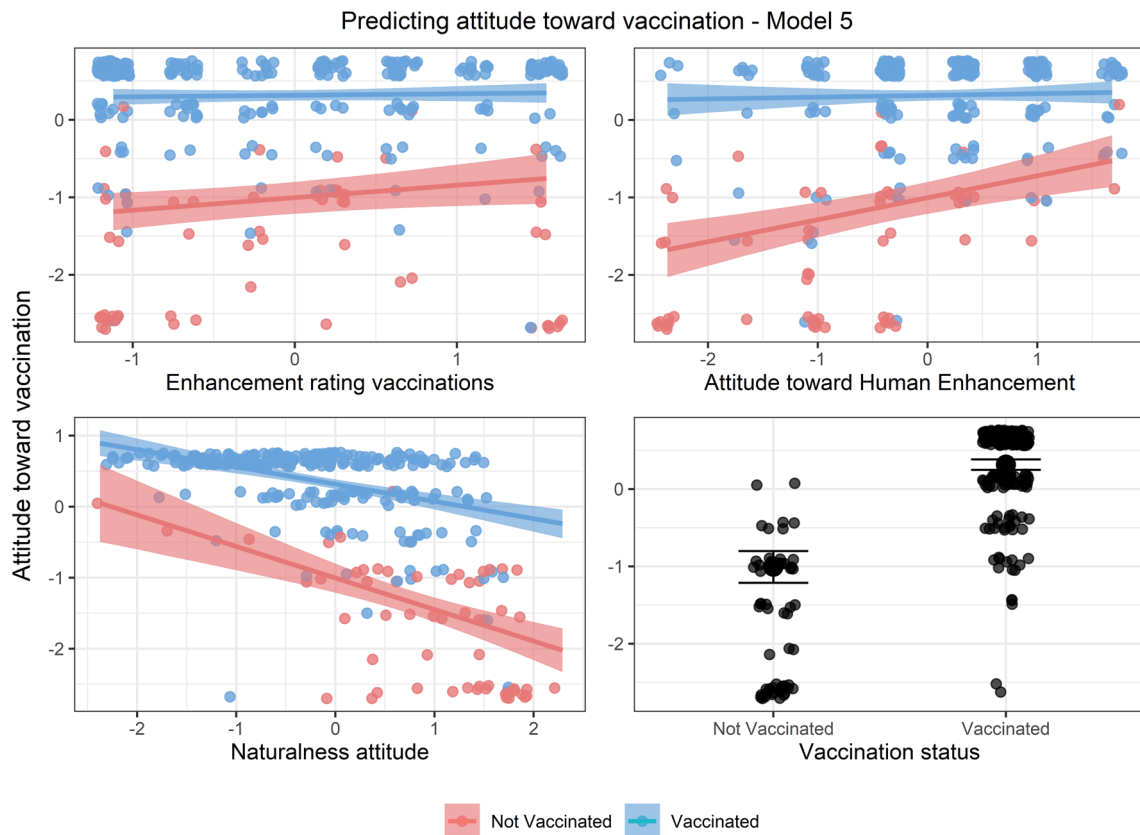 Predicting attitude toward vaccination - Model 5
Attitude toward vaccination
0
-1
-2
-1
0
1
Enhancement rating vaccinations
0
-1
-2
-2
-1
0
1
Attitude toward Human Enhancement
1
0
-1
-2
-2
-1
0
1
2
Naturalness attitude
0
-1
-2
Not Vaccinated
Vaccinated
Vaccination status
Not Vaccinated
Vaccinated